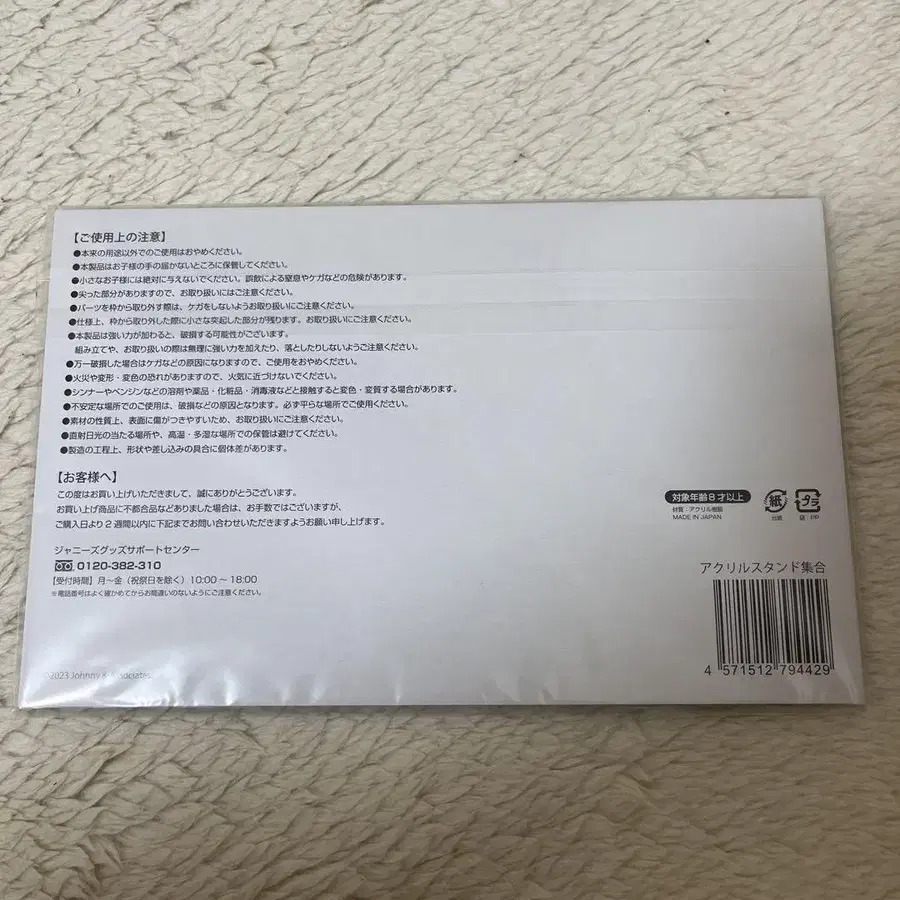 【ご使用上の注意】
●本来の用途以外でのご使用はおやめください。
●本製品はお子様の手の届かないところに保管してください。
●小さなお子様には絶対に与えないでください。誤飲による窒息やケガなどの危険があります。
●尖った部分がありますので、お取り扱いにはご注意ください。
●パーツを枠から取り外す際は、ケガをしないようお取り扱いにご注意ください。
●仕様上、枠から取り外した際に小さな突起した部分が残ります。お取り扱いにご注意ください。
●本製品は強い力が加わると、破損する可能性がございます。
組み立てや、お取り扱いの際は無理に強い力を加えたり、落としたりしないようご注意ください。
●万一破損した場合はケガなどの原因になりますので、ご使用をおやめください。
●火災や変形・変色の恐れがありますので、火気に近づけないでください。
●シンナーやベンジンなどの溶剤や薬品・化粧品・消毒液などと接触すると変色・変質する場合があります。
●不安定な場所でのご使用は、破損などの原因となります。必ず平らな場所でご使用ください。
●素材の性質上、表面に傷がつきやすいため、お取り扱いにご注意ください。
●直射日光の当たる場所や、高温・多湿な場所での保管は避けてください。
●製造の工程上、形状や差し込みの具合に個体差があります。
【お客様へ】
この度はお買い上げいただきまして、誠にありがとうございます。
お買い上げ商品に不都合品などありました場合は、お手数ではございますが、
ご購入日より2週間以内に下記までお問い合わせいただきますようお願い申し上げます。
ジャニーズグッズサポートセンター
0120-382-310
【受付時間】月〜金（祝祭日を除く）10:00〜18:00
※電話番号はよく確かめてからお間違いのないようにご注意ください。
©2023 Johnny & Associates
対象年齢8才以上
材質：アクリル樹脂
MADE IN JAPAN
紙
台紙
プラ
袋：PP
アクリルスタンド集合
4 571512 794429